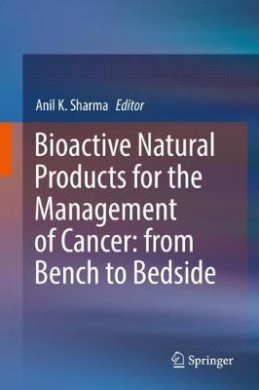 Anil K. Sharma Editor
Bioactive Natural
Products for the
Management
of Cancer: from
Bench to Bedside
Springer